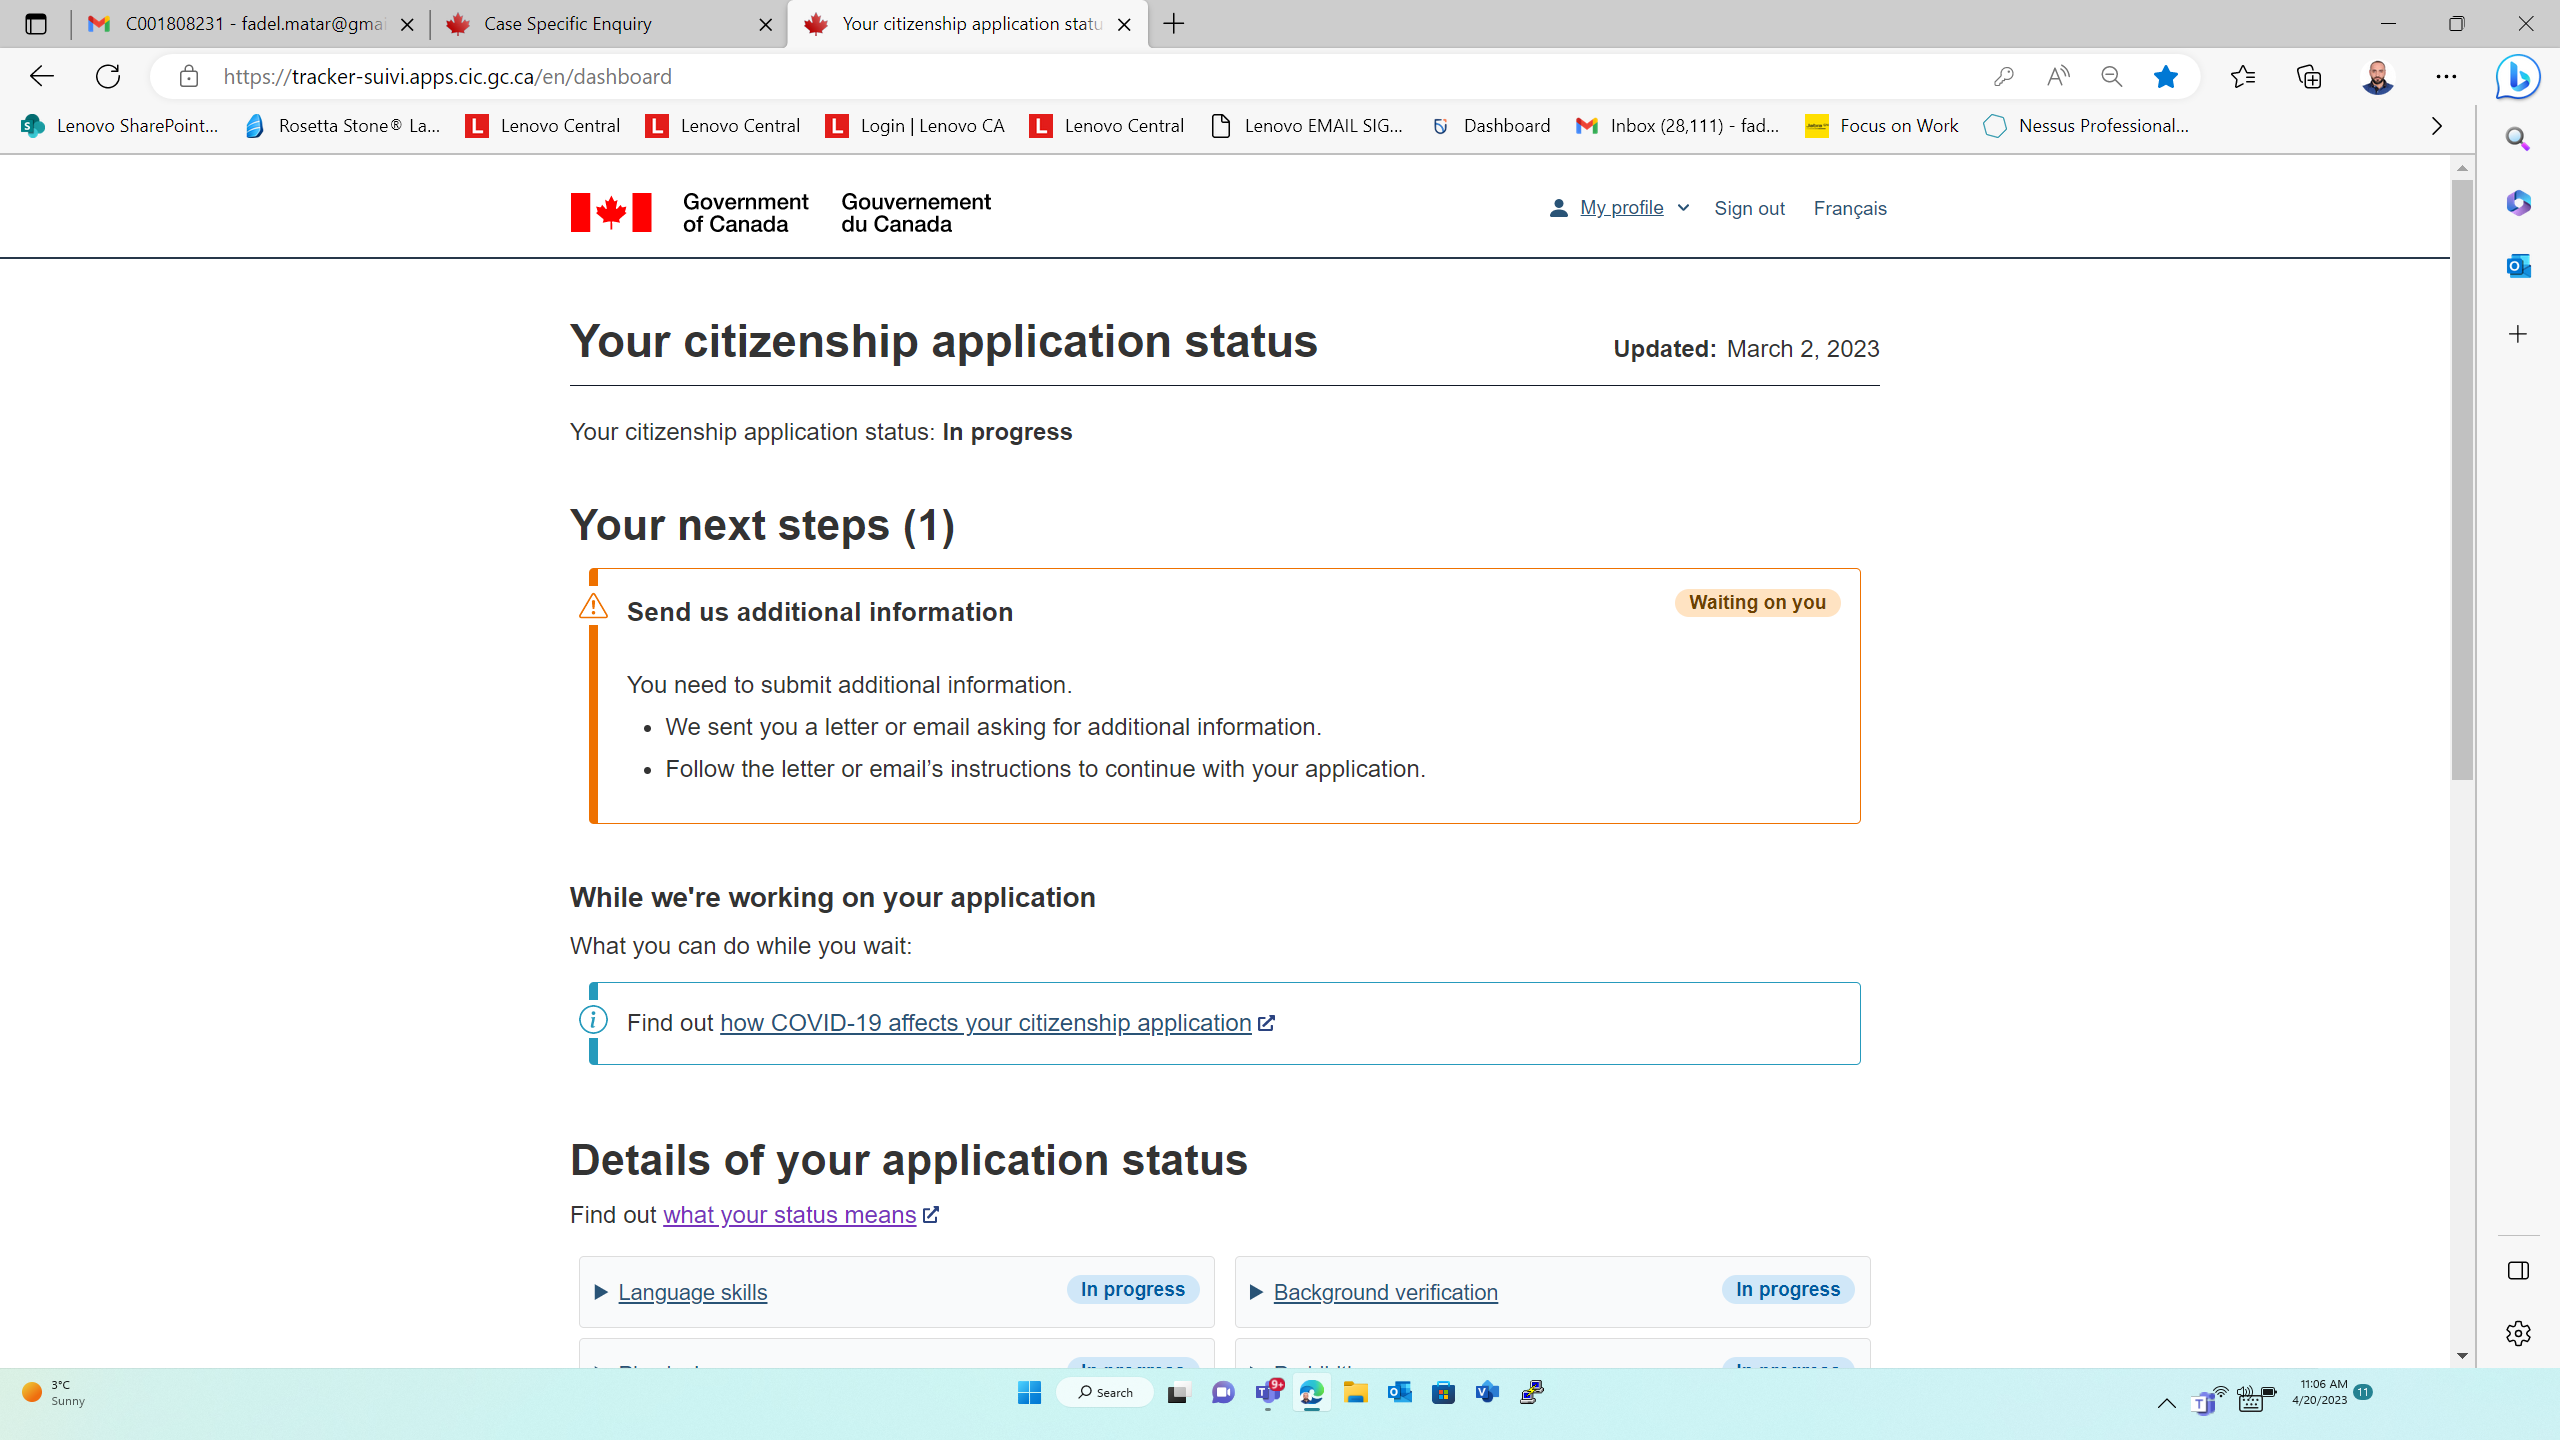 C001808231 - fadel.matar@gmai
Case Specific Enquiry
Your citizenship application statu
https://tracker-suivi.apps.cic.gc.ca/en/dashboard
Lenovo SharePoint...
Rosetta Stone® La...
Lenovo Central
Lenovo Central
Login | Lenovo CA
Lenovo Central
Lenovo EMAIL SIG...
Dashboard
Inbox (28,111) - fad...
Focus on Work
Nessus Professional...
Government of Canada
Gouvernement du Canada
My profile
Sign out
Français
Your citizenship application status
Updated: March 2, 2023
Your citizenship application status: In progress
Your next steps (1)
Send us additional information
Waiting on you
You need to submit additional information.
• We sent you a letter or email asking for additional information.
• Follow the letter or email’s instructions to continue with your application.
While we're working on your application
What you can do while you wait:
Find out how COVID-19 affects your citizenship application
Details of your application status
Find out what your status means
Language skills
In progress
Background verification
In progress
In progress
In progress
3°C
Sunny
Search
9+
11:06 AM
4/20/2023
11